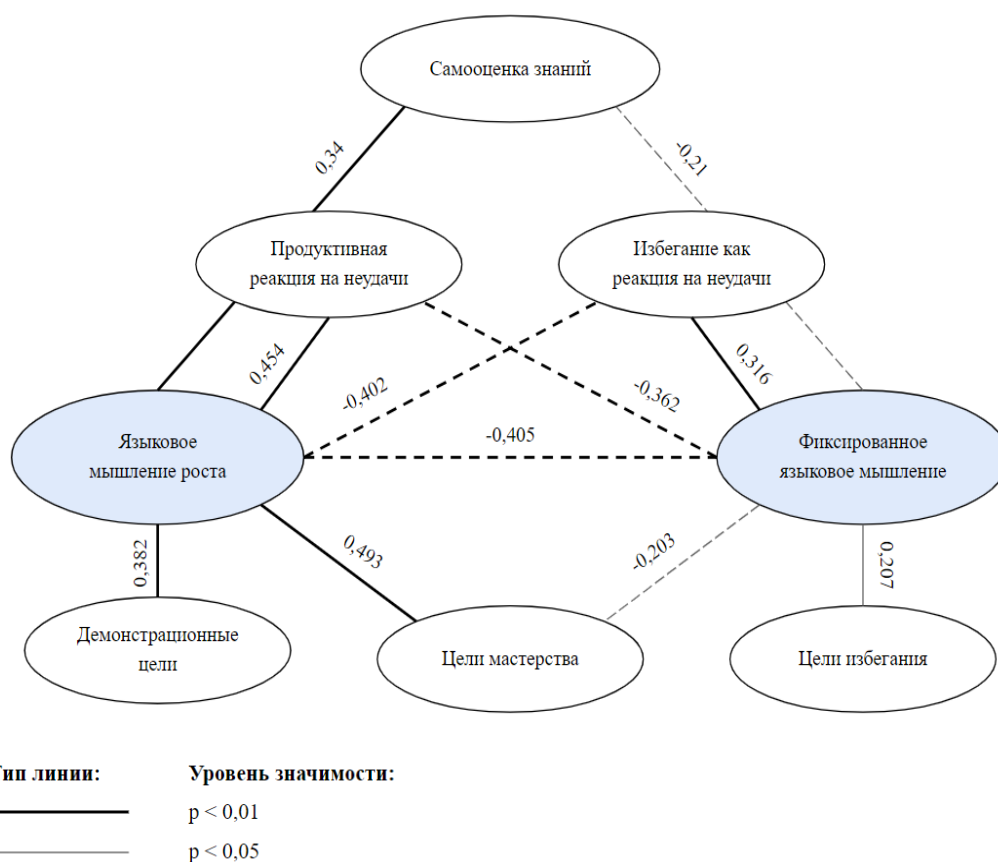 Самооценка знаний
0,34
-0,21
Продуктивная
реакция на неудачи
Избегание как
реакция на неудачи
0,454
-0,402
-0,362
0,316
Языковое
мышление роста
-0,405
Фиксированное
языковое мышление
0,382
0,493
-0,203
0,207
Демонстрационные
цели
Цели мастерства
Цели избегания
линии:
Уровень значимости:
p < 0,01
p < 0,05